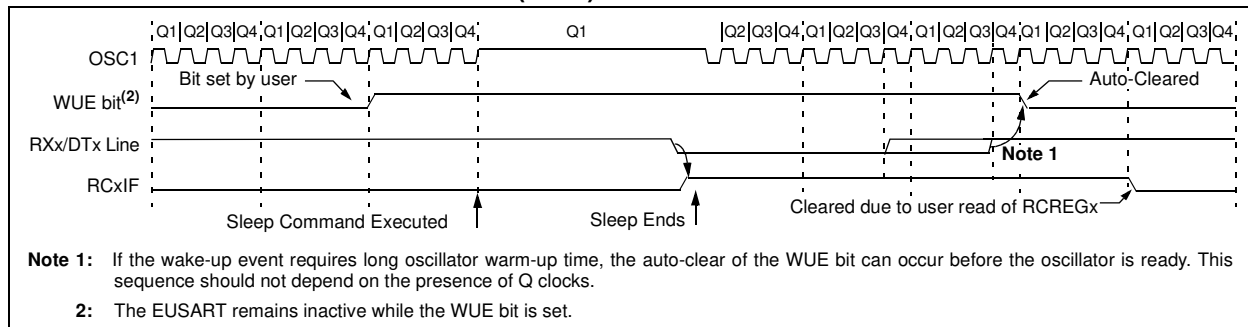 Q1 Q2 Q3 Q4 Q1 Q2 Q3 Q4 Q1 Q2 Q3 Q4 Q1 Q2 Q3 Q4 Q1 Q2 Q3 Q4 Q1 Q2 Q3 Q4 Q1 Q2 Q3 Q4 Q1 Q2 Q3 Q4
OSC1
Bit set by user
Auto-Cleared
WUE bit(2)
RXx/DTx Line
Note 1
RCxIF
Sleep Command Executed
Sleep Ends
Cleared due to user read of RCREGx
Note 1: If the wake-up event requires long oscillator warm-up time, the auto-clear of the WUE bit can occur before the oscillator is ready. This
sequence should not depend on the presence of Q clocks.
2: The EUSART remains inactive while the WUE bit is set.